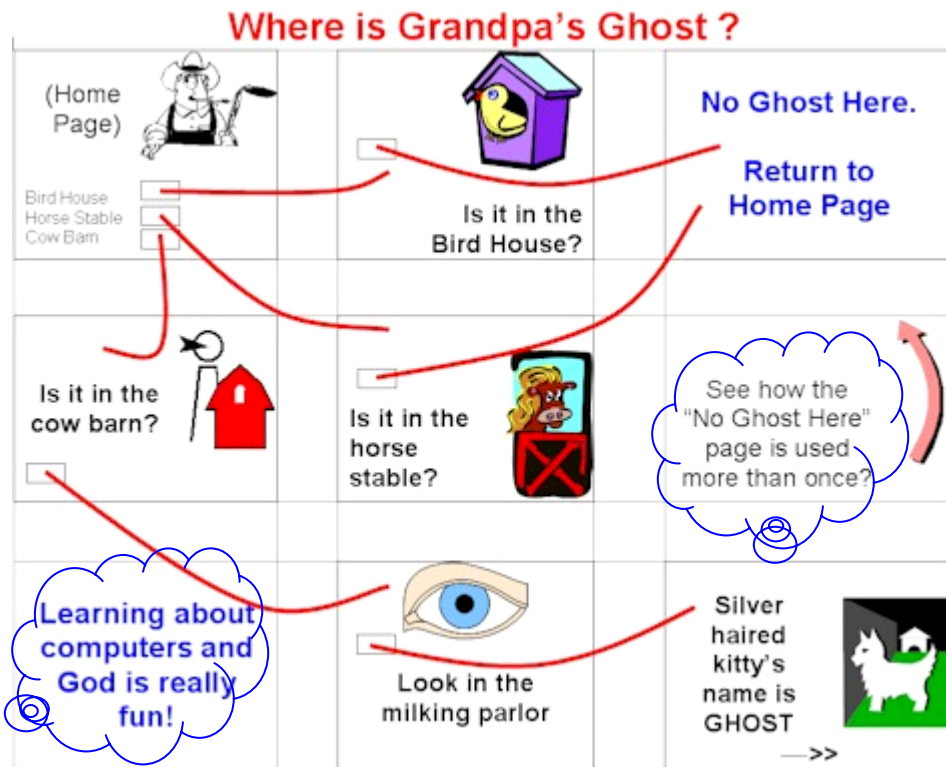 Where is Grandpa's Ghost ?
(Home
Page)
Bird House
Horse Stable
Cow Barn
Is it in the
Bird House?
No Ghost Here.
Return to
Home Page
Is it in the
cow barn?
Is it in the
horse
stable?
See how the
“No Ghost Here”
page is used
more than once?
Learning about
computers and
God is really
fun!
Look in the
milking parlor
Silver
haired
kitty's
name is
GHOST
—>>